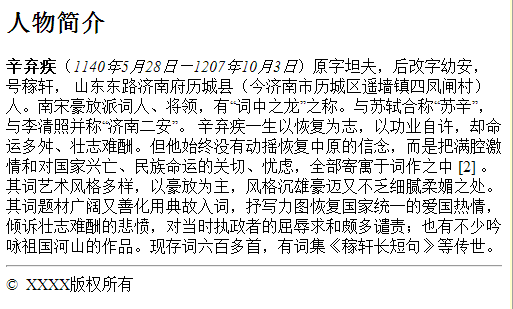 人物简介
辛弃疾（1140年5月28日－1207年10月3日）原字坦夫，后改字幼安，
号稼轩， 山东东路济南府历城县（今济南市历城区遥墙镇四凤闸村）
人。南宋豪放派词人、将领，有“词中之龙”之称。与苏轼合称“苏辛”，
与李清照并称“济南二安”。 辛弃疾一生以恢复为志，以功业自许，却命
运多舛、壮志难酬。但他始终没有动摇恢复中原的信念，而是把满腔激
情和对国家兴亡、民族命运的关切、忧虑，全部寄寓于词作之中 [2] 。
其词艺术风格多样，以豪放为主，风格沉雄豪迈又不乏细腻柔媚之处。
其词题材广阔又善化用典故入词，抒写力图恢复国家统一的爱国热情，
倾诉壮志难酬的悲愤，对当时执政者的屈辱求和颇多谴责；也有不少吟
咏祖国河山的作品。现存词六百多首，有词集《稼轩长短句》等传世。
© XXXX版权所有